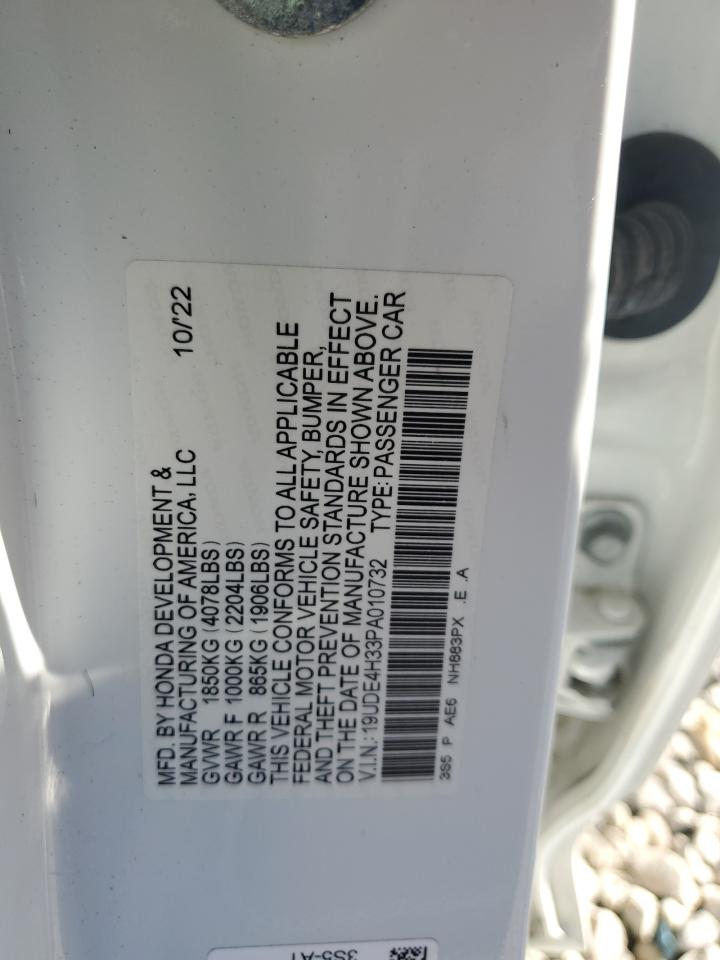 MFD. BY HONDA DEVELOPMENT & 10/'22
MANUFACTURING OF AMERICA, LLC
GVWR 1850KG (4078LBS)
GAWR F 1000KG (2204LBS)
GAWR R 865KG (1906LBS)
THIS VEHICLE CONFORMS TO ALL APPLICABLE
FEDERAL MOTOR VEHICLE SAFETY, BUMPER,
AND THEFT PREVENTION STANDARDS IN EFFECT
ON THE DATE OF MANUFACTURE SHOWN ABOVE.
V.I.N.:19UDE4H33PA010732 TYPE:PASSENGER CAR
3S5 P AE6 NH883PX .E .A
3S5-A1